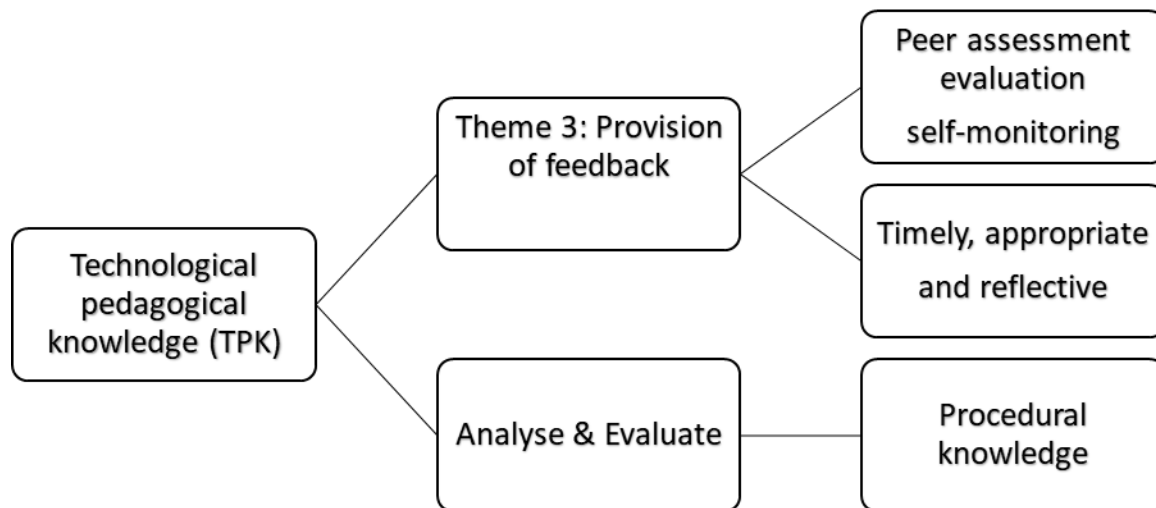 Technological
pedagogical
knowledge (TPK)
Theme 3: Provision
of feedback
Peer assessment
evaluation
self-monitoring
Timely, appropriate
and reflective
Analyse & Evaluate
Procedural
knowledge